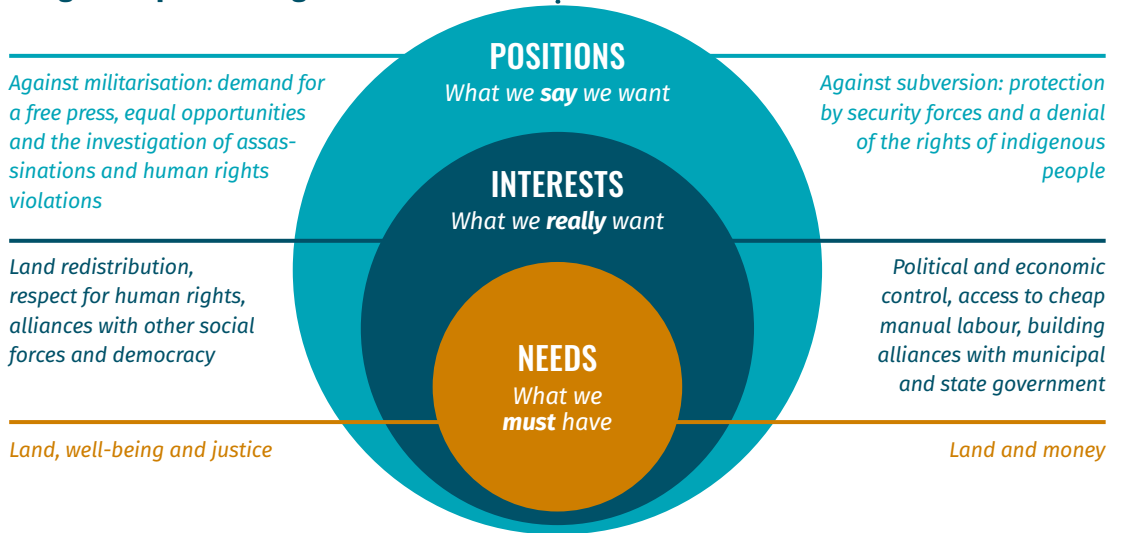 POSITIONS
What we say we want
Against militarisation: demand for
a free press, equal opportunities
and the investigation of assas-
sinations and human rights
violations
Against subversion: protection
by security forces and a denial
of the rights of indigenous
people
INTERESTS
What we really want
Land redistribution,
respect for human rights,
alliances with other social
forces and democracy
Political and economic
control, access to cheap
manual labour, building
alliances with municipal
and state government
NEEDS
What we
must have
Land, well-being and justice
Land and money